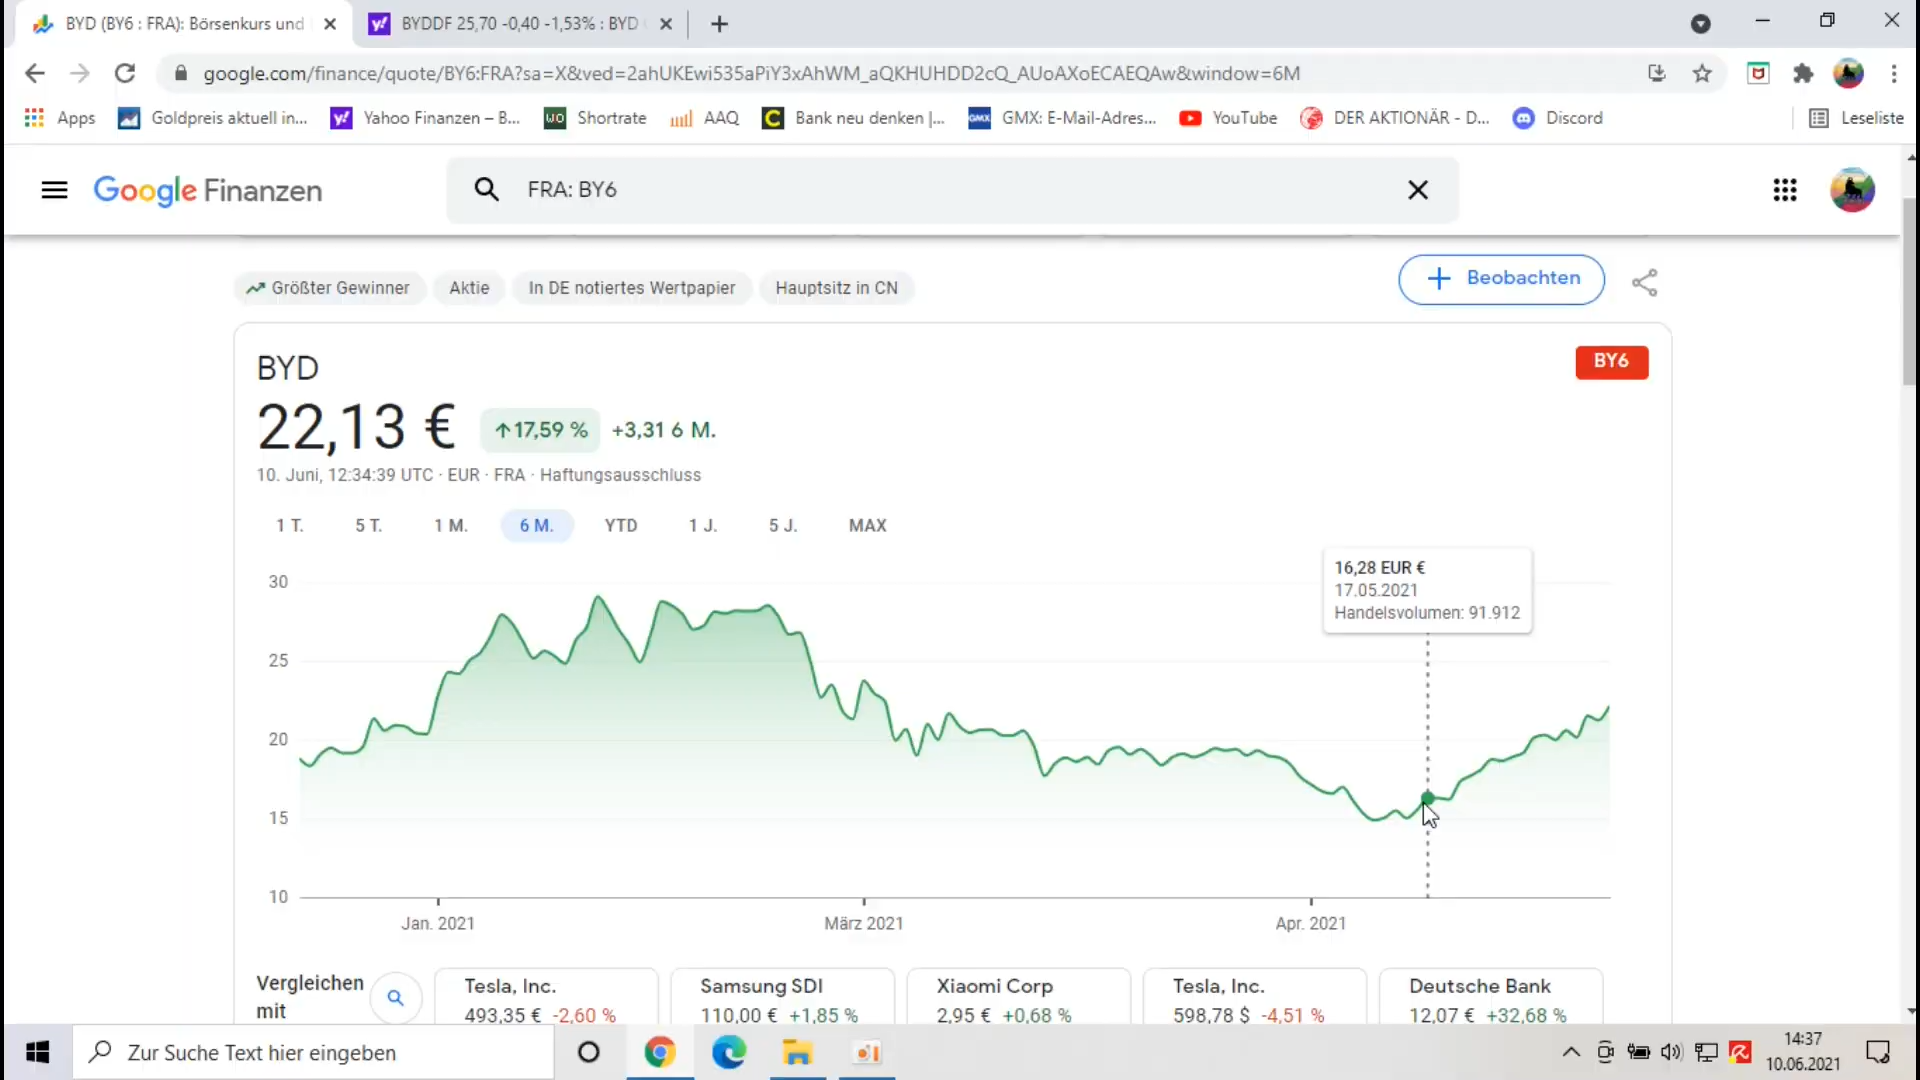 BYD (BY6 : FRA): Börsenkurs und
BYDDF 25,70 -0,40 -1,53% : BYD
google.com/finance/quote/BY6:FRA?sa=X&ved=2ahUKEwi535aPiY3xAhWM_aQKHUHDD2cQ_AUoAXoECAEQAw&window=6M
Apps
Goldpreis aktuell in...
Yahoo Finanzen – B...
WO
Shortrate
AAQ
Bank neu denken |...
GMX
GMX: E-Mail-Adres...
YouTube
DER AKTIONÄR - D...
Discord
Leseliste
Google Finanzen
FRA: BY6
Größter Gewinner
Aktie
In DE notiertes Wertpapier
Hauptsitz in CN
Beobachten
BYD
BY6
22,13 €
17,59 %
+3,31 6 M.
10. Juni, 12:34:39 UTC · EUR · FRA · Haftungsausschluss
1 T.
5 T.
1 M.
6 M.
YTD
1 J.
5 J.
MAX
16,28 EUR €
17.05.2021
Handelsvolumen: 91.912
30
25
20
15
10
Jan. 2021
März 2021
Apr. 2021
Vergleichen
mit
Tesla, Inc.
493,35 € -2,60 %
Samsung SDI
110,00 € +1,85 %
Xiaomi Corp
2,95 € +0,68 %
Tesla, Inc.
598,78 $ -4,51 %
Deutsche Bank
12,07 € +32,68 %
Zur Suche Text hier eingeben
14:37
10.06.2021